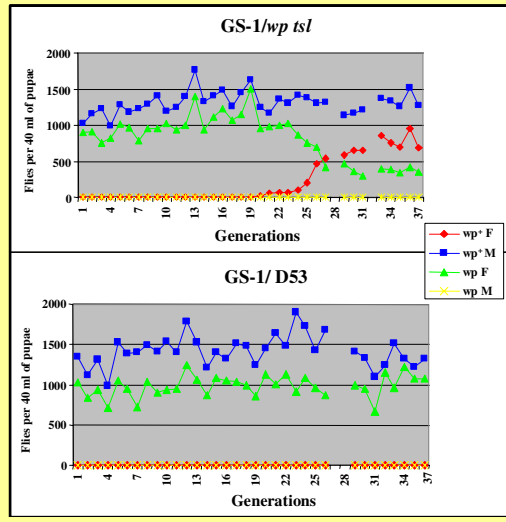 GS-1/wp tsl
Flies per 40 ml of pupae
2000
1500
1000
500
0
1 4 7 10 13 16 19 22 25 28 31 34 37
Generations
wp+ F
wp+ M
wp F
wp M
GS-1/ D53
Flies per 40 ml of pupae
2000
1500
1000
500
0
1 4 7 10 13 16 19 22 25 28 31 34 37
Generations